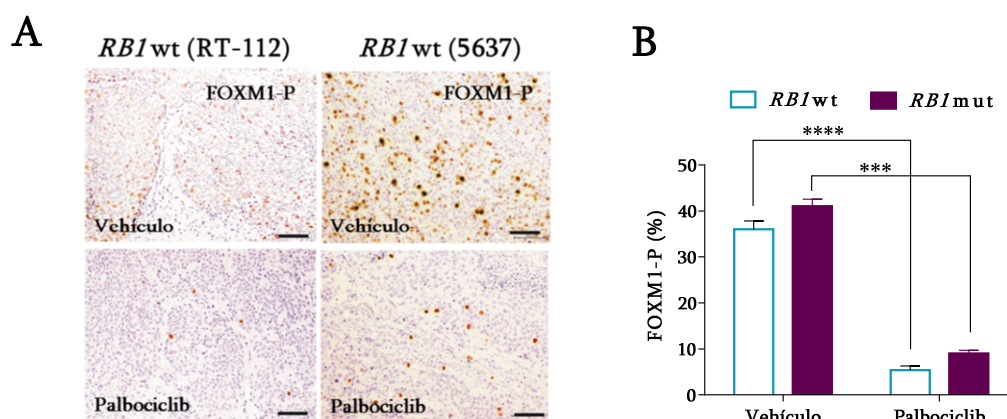 A
RB1 wt (RT-112)
RB1 wt (5637)
FOXM1-P
FOXM1-P
Vehículo
Vehículo
Palbociclib
Palbociclib
B
RB1 wt
RB1 mut
****
***
FOXM1-P (%)
50
40
30
20
10
0
Vehículo
Palbociclib